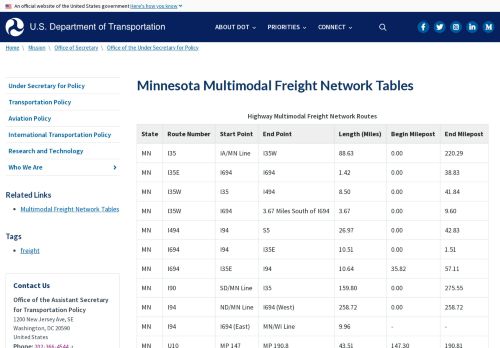 An official website of the United States government Here's how you know
U.S. Department of Transportation
ABOUT DOT
PRIORITIES
CONNECT
Home \ Mission \ Office of Secretary \ Office of the Under Secretary for Policy
Under Secretary for Policy
Transportation Policy
Aviation Policy
International Transportation Policy
Research and Technology
Who We Are
Related Links
Multimodal Freight Network Tables
Tags
freight
Contact Us
Office of the Assistant Secretary
for Transportation Policy
1200 New Jersey Ave, SE
Washington, DC 20590
United States
Phone: 202-366-4544
Minnesota Multimodal Freight Network Tables
Highway Multimodal Freight Network Routes
State Route Number Start Point End Point Length (Miles) Begin Milepost End Milepost
MN I35 IA/MN Line I35W 88.63 0.00 220.29
MN I35E I694 I694 1.42 0.00 38.83
MN I35W I35 I494 8.50 0.00 41.84
MN I35W I694 3.67 Miles South of I694 3.67 0.00 9.60
MN I494 I94 S5 26.97 0.00 42.83
MN I694 I94 I35E 10.51 0.00 1.51
MN I694 I35E I94 10.64 35.82 57.11
MN I90 SD/MN Line I35 159.80 0.00 275.55
MN I94 ND/MN Line I694 (West) 258.72 0.00 258.72
MN I94 I694 (East) MN/WI Line 9.96 - -
MN U10 MP 147 MP 190.8 43.51 147.30 190.81